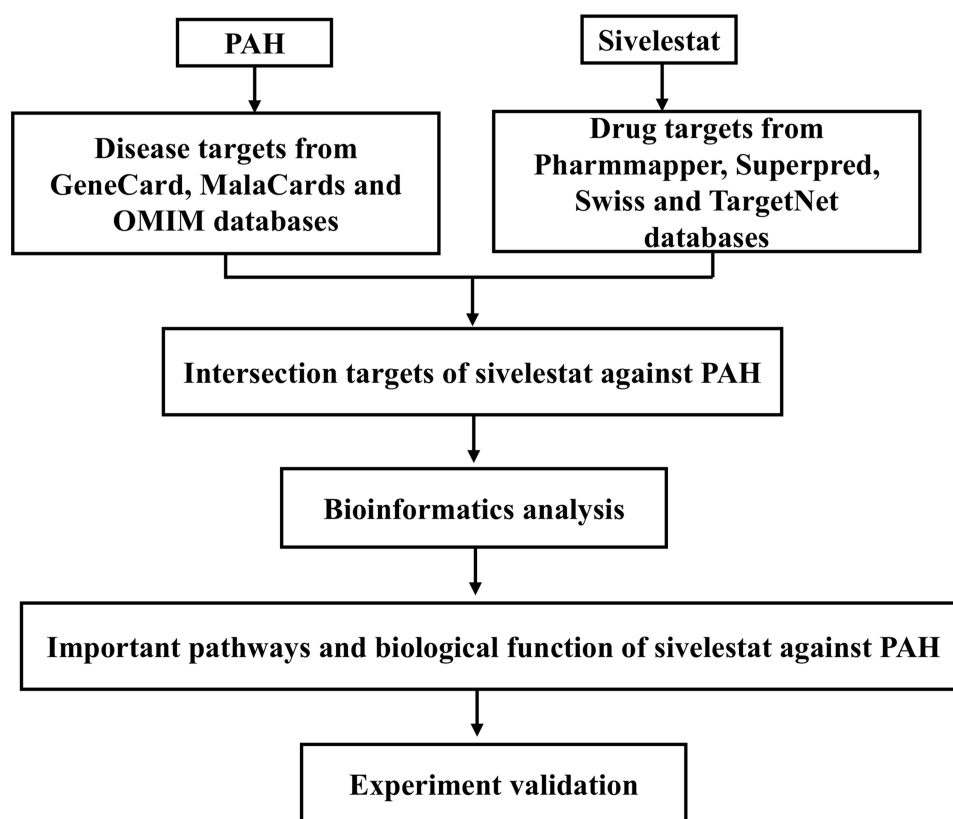 PAH
Sivelestat
Disease targets from
GeneCard, MalaCards and
OMIM databases
Drug targets from
Pharmmapper, Superpred,
Swiss and TargetNet
databases
Intersection targets of sivelestat against PAH
Bioinformatics analysis
Important pathways and biological function of sivelestat against PAH
Experiment validation